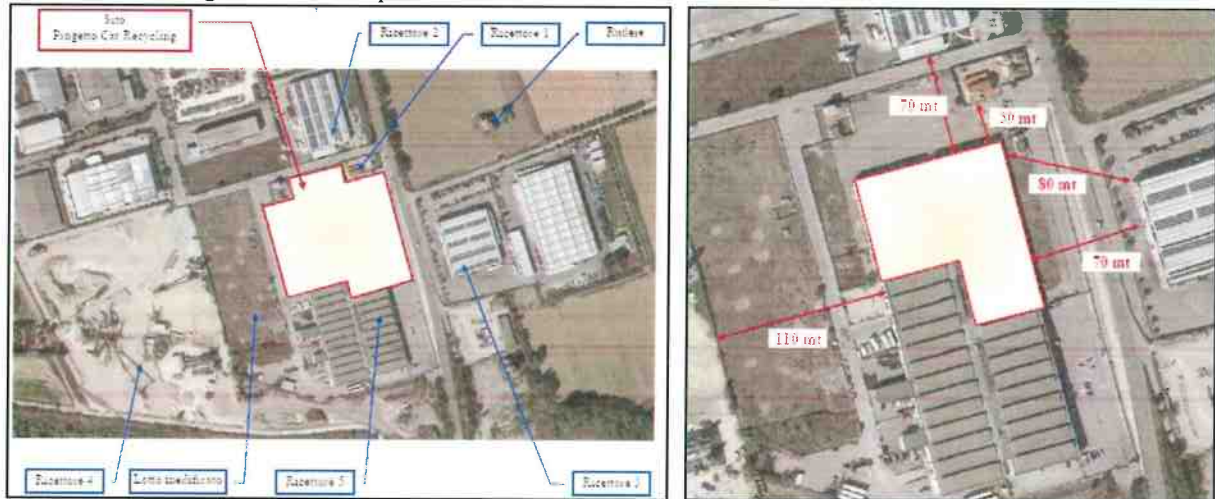 Sito
Progetto Car Recycling
Ricettore 2
Ricettore 1
Rudere
Ricettore 4
Lotto inedificato
Ricettore 5
Ricettore 3
70 mt
50 mt
80 mt
70 mt
110 mt